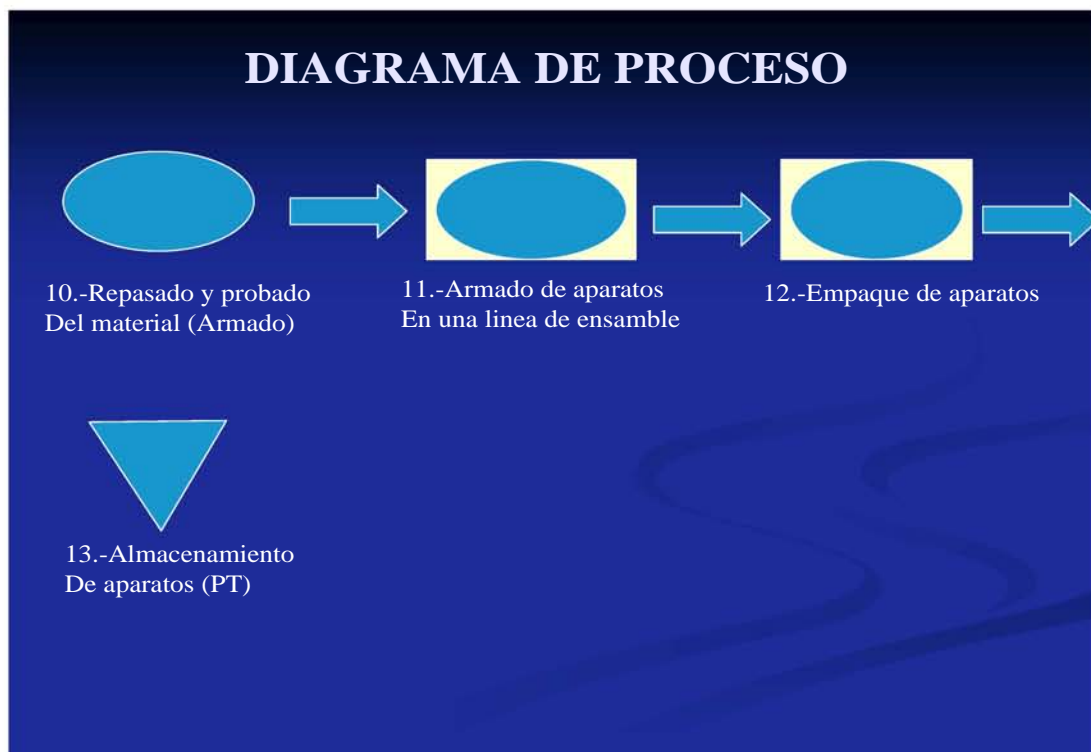 DIAGRAMA DE PROCESO
10.-Repasado y probado
Del material (Armado)
11.-Armado de aparatos
En una linea de ensamble
12.-Empaque de aparatos
13.-Almacenamiento
De aparatos (PT)